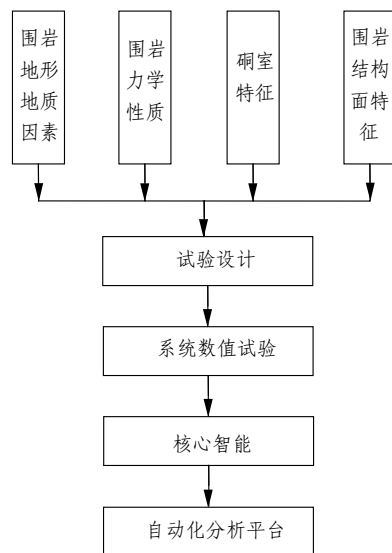 围岩
地形
地质
因素
围岩
力学
性质
硐室
特征
围岩
结构
面特
征
试验设计
系统数值试验
核心智能
自动化分析平台